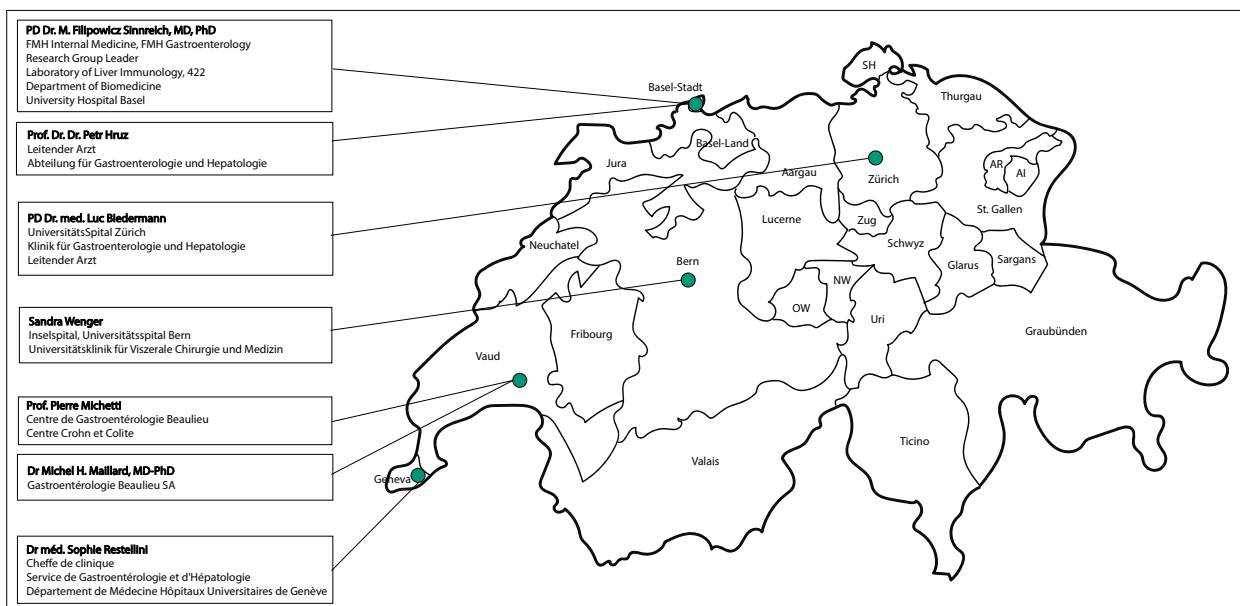 PD Dr. M. Filipowicz Sinnreich, MD, PhD
FMH Internal Medicine, FMH Gastroenterology
Research Group Leader
Laboratory of Liver Immunology, 422
Department of Biomedicine
University Hospital Basel
Prof. Dr. Dr. Petr Hruz
Leitender Arzt
Abteilung für Gastroenterologie und Hepatologie
PD Dr. med. Luc Biedermann
UniversitätsSpital Zürich
Klinik für Gastroenterologie und Hepatologie
Leitender Arzt
Sandra Wenger
Inselspital, Universitätsspital Bern
Universitätsklinik für Viszerale Chirurgie und Medizin
Prof. Pierre Michetti
Centre de Gastroentérologie Beaulieu
Centre Crohn et Colite
Dr Michel H. Maillard, MD-PhD
Gastroentérologie Beaulieu SA
Dr méd. Sophie Restellini
Cheffe de clinique
Service de Gastroentérologie et d'Hépatologie
Département de Médecine Hôpitaux Universitaires de Genève
SH
Basel-Stadt
Thurgau
Basel-Land
Jura
Aargau
Zürich
AR
AI
St. Gallen
Lucerne
Zug
Neuchatel
Schwyz
Bern
Glarus
Sargans
NW
OW
Uri
Graubünden
Fribourg
Vaud
Ticino
Valais
Geneva